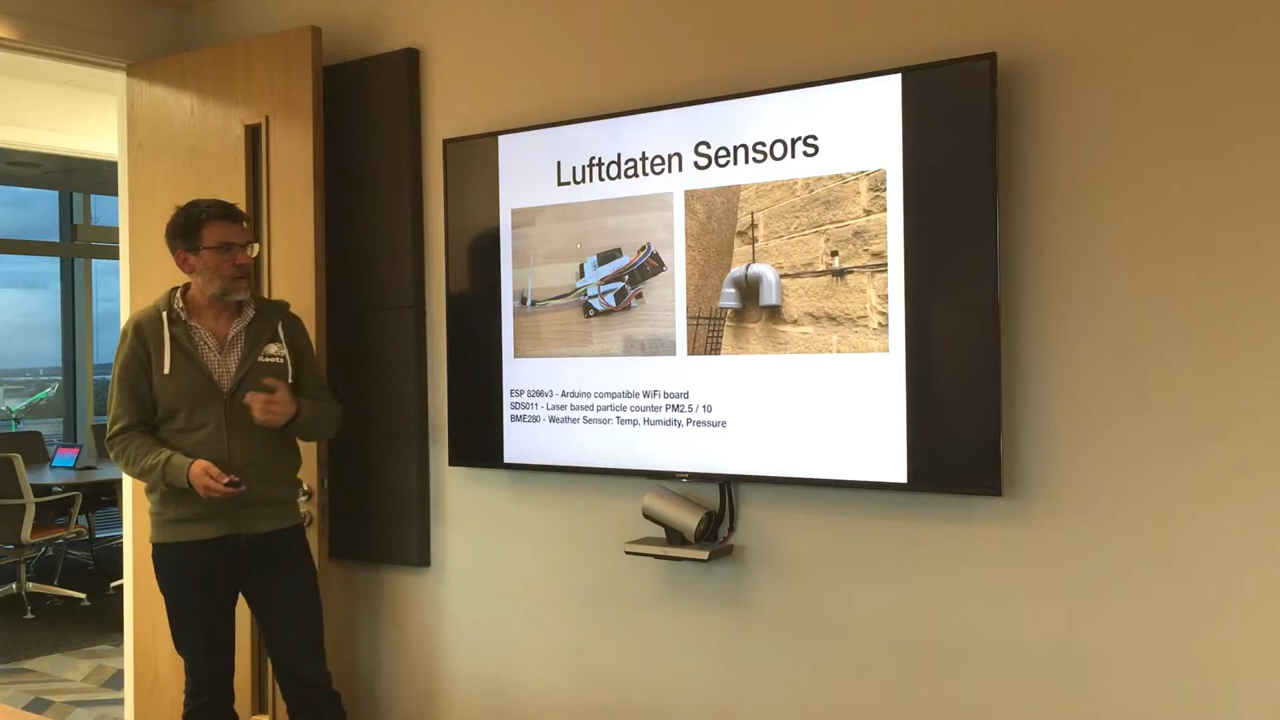 Luftdaten Sensors
ESP 8266v3 - Arduino compatible WiFi board
SDS011 - Laser based particle counter PM2.5 / 10
BME280 - Weather Sensor: Temp, Humidity, Pressure